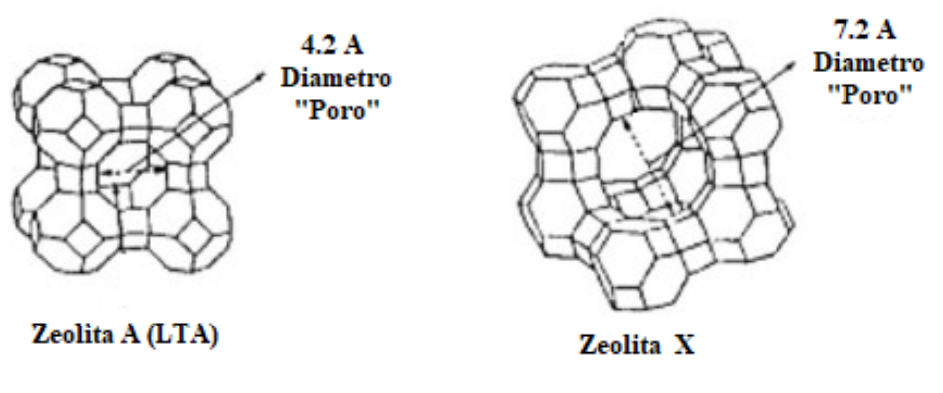 4.2 A
Diametro
"Poro"
7.2 A
Diametro
"Poro"
Zeolita A (LTA)
Zeolita X